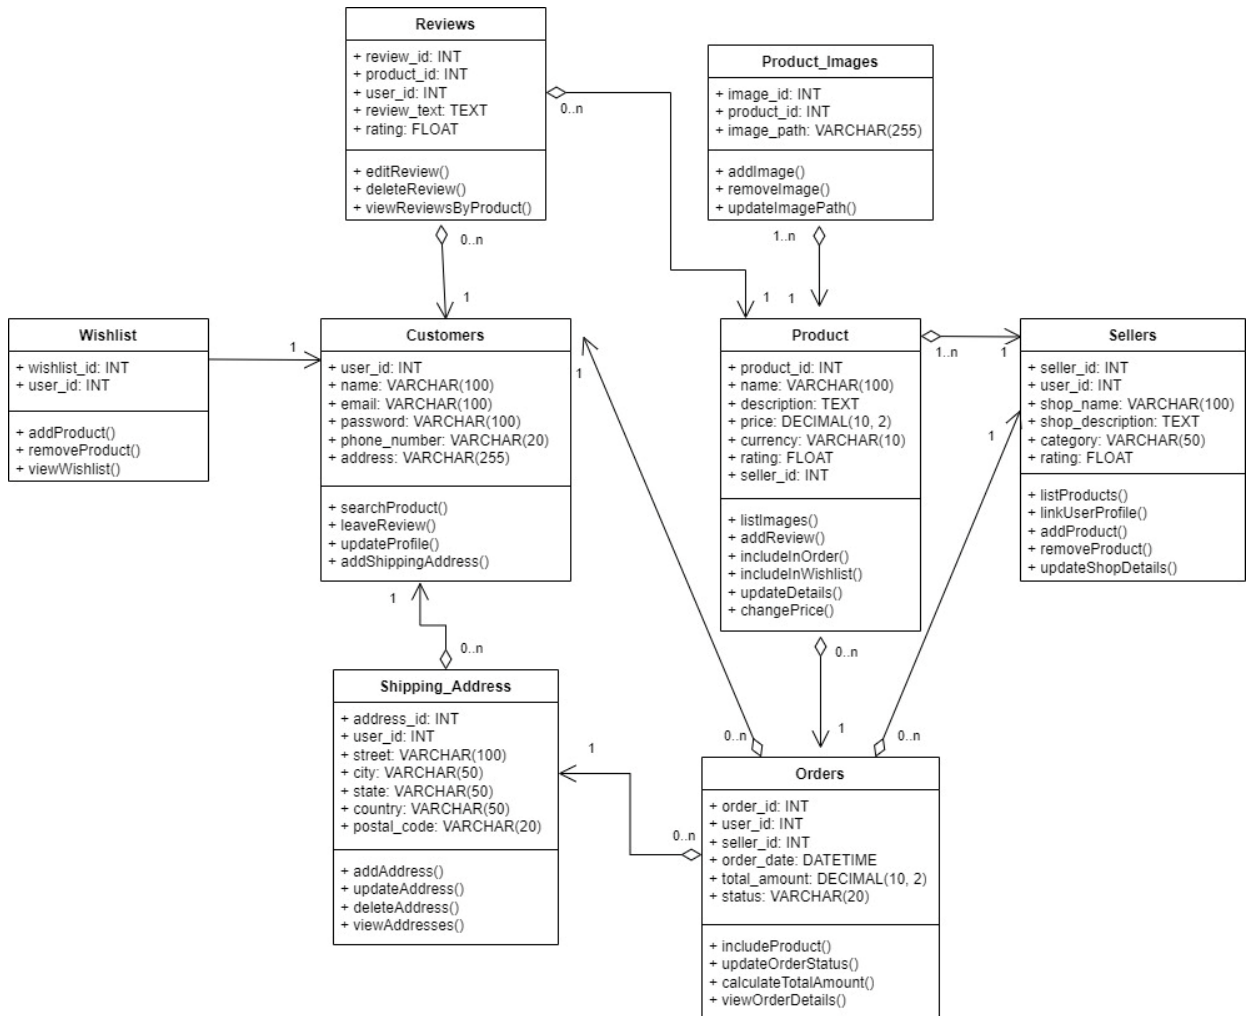 Reviews
+ review_id: INT
+ product_id: INT
+ user_id: INT
+ review_text: TEXT
+ rating: FLOAT
+ editReview()
+ deleteReview()
+ viewReviewsByProduct()
0..n
0..n
1
1
Product_Images
+ image_id: INT
+ product_id: INT
+ image_path: VARCHAR(255)
+ addImage()
+ removeImage()
+ updateImagePath()
1..n
1
Wishlist
+ wishlist_id: INT
+ user_id: INT
+ addProduct()
+ removeProduct()
+ viewWishlist()
1
Customers
+ user_id: INT
+ name: VARCHAR(100)
+ email: VARCHAR(100)
+ password: VARCHAR(100)
+ phone_number: VARCHAR(20)
+ address: VARCHAR(255)
+ searchProduct()
+ leaveReview()
+ updateProfile()
+ addShippingAddress()
1
1
Product
+ product_id: INT
+ name: VARCHAR(100)
+ description: TEXT
+ price: DECIMAL(10, 2)
+ currency: VARCHAR(10)
+ rating: FLOAT
+ seller_id: INT
+ listImages()
+ addReview()
+ includeInOrder()
+ includeInWishlist()
+ updateDetails()
+ changePrice()
1..n
1
0..n
1
Sellers
+ seller_id: INT
+ user_id: INT
+ shop_name: VARCHAR(100)
+ shop_description: TEXT
+ category: VARCHAR(50)
+ rating: FLOAT
+ listProducts()
+ linkUserProfile()
+ addProduct()
+ removeProduct()
+ updateShopDetails()
1
0..n
Shipping_Address
+ address_id: INT
+ user_id: INT
+ street: VARCHAR(100)
+ city: VARCHAR(50)
+ state: VARCHAR(50)
+ country: VARCHAR(50)
+ postal_code: VARCHAR(20)
+ addAddress()
+ updateAddress()
+ deleteAddress()
+ viewAddresses()
1
0..n
0..n
0..n
Orders
+ order_id: INT
+ user_id: INT
+ seller_id: INT
+ order_date: DATETIME
+ total_amount: DECIMAL(10, 2)
+ status: VARCHAR(20)
+ includeProduct()
+ updateOrderStatus()
+ calculateTotalAmount()
+ viewOrderDetails()